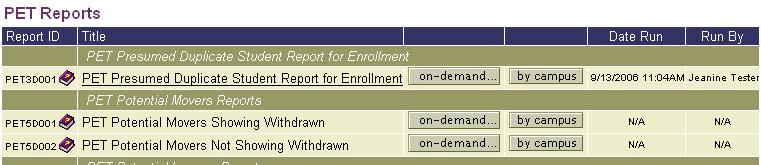 PET Reports
Report ID Title Date Run Run By
PET Presumed Duplicate Student Report for Enrollment
PET3D001 PET Presumed Duplicate Student Report for Enrollment on-demand... by campus 9/13/2006 11:04AM Jeanine Tester
PET Potential Movers Reports
PET5D001 PET Potential Movers Showing Withdrawn on-demand... by campus N/A N/A
PET5D002 PET Potential Movers Not Showing Withdrawn on-demand... by campus N/A N/A